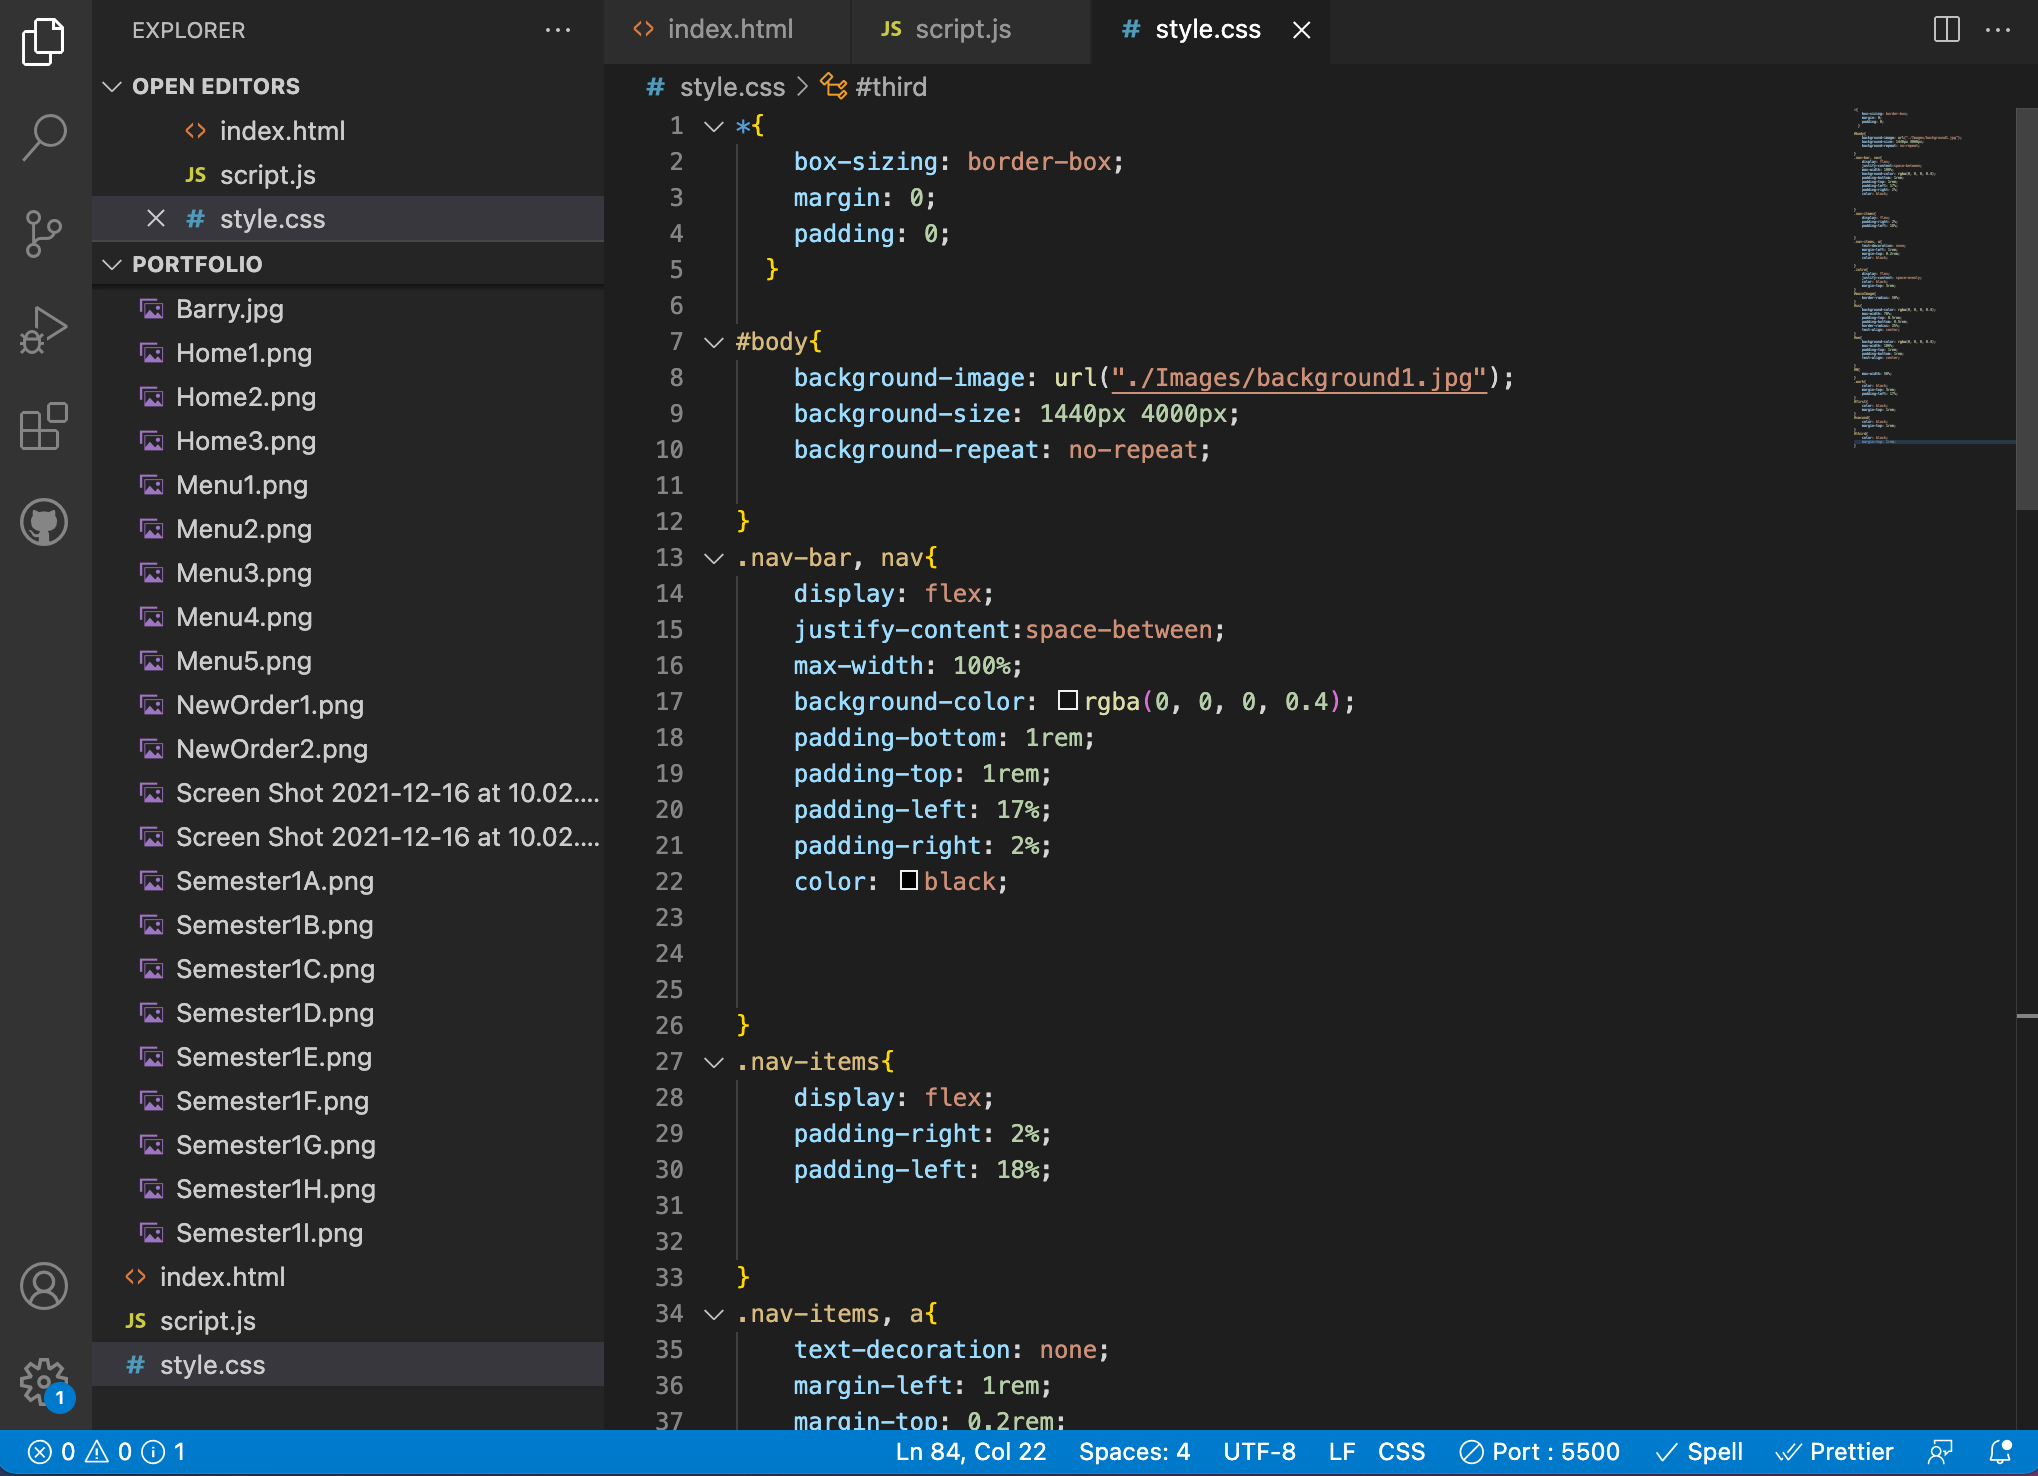 EXPLORER
OPEN EDITORS
<> index.html
JS script.js
# style.css
PORTFOLIO
Barry.jpg
Home1.png
Home2.png
Home3.png
Menu1.png
Menu2.png
Menu3.png
Menu4.png
Menu5.png
NewOrder1.png
NewOrder2.png
Screen Shot 2021-12-16 at 10.02....
Screen Shot 2021-12-16 at 10.02....
Semester1A.png
Semester1B.png
Semester1C.png
Semester1D.png
Semester1E.png
Semester1F.png
Semester1G.png
Semester1H.png
Semester1I.png
<> index.html
JS script.js
# style.css
1
<> index.html JS script.js # style.css
# style.css > #third
1 *{
2 box-sizing: border-box;
3 margin: 0;
4 padding: 0;
5 }
6
7 #body{
8 background-image: url("./Images/background1.jpg");
9 background-size: 1440px 4000px;
10 background-repeat: no-repeat;
11
12 }
13 .nav-bar, nav{
14 display: flex;
15 justify-content:space-between;
16 max-width: 100%;
17 background-color: rgba(0, 0, 0, 0.4);
18 padding-bottom: 1rem;
19 padding-top: 1rem;
20 padding-left: 17%;
21 padding-right: 2%;
22 color: black;
23
24
25
26 }
27 .nav-items{
28 display: flex;
29 padding-right: 2%;
30 padding-left: 18%;
31
32
33 }
34 .nav-items, a{
35 text-decoration: none;
36 margin-left: 1rem;
37 margin-top: 0.2rem;
0 0 1 Ln 84, Col 22 Spaces: 4 UTF-8 LF CSS Port : 5500 Spell Prettier